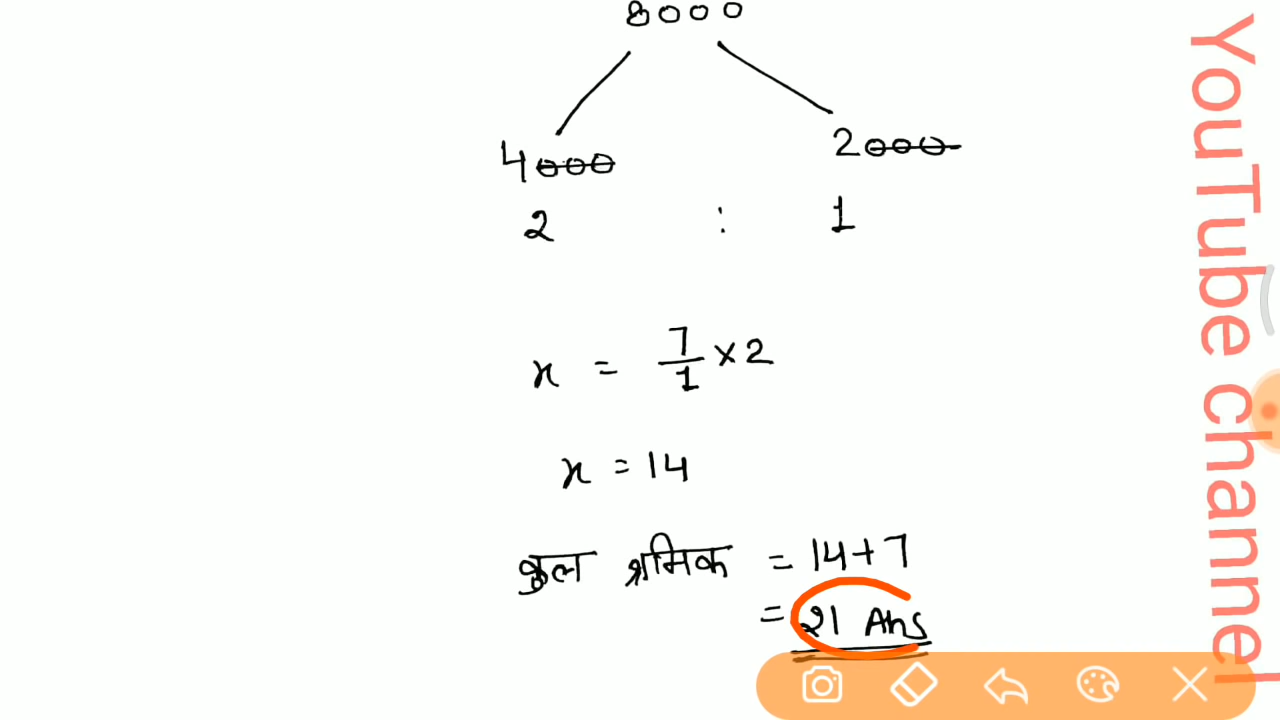 8000
4000 2000
2 : 1
x = 7/1 × 2
x = 14
कुल श्रमिक = 14+7
= 21 Ans
YouTube channel